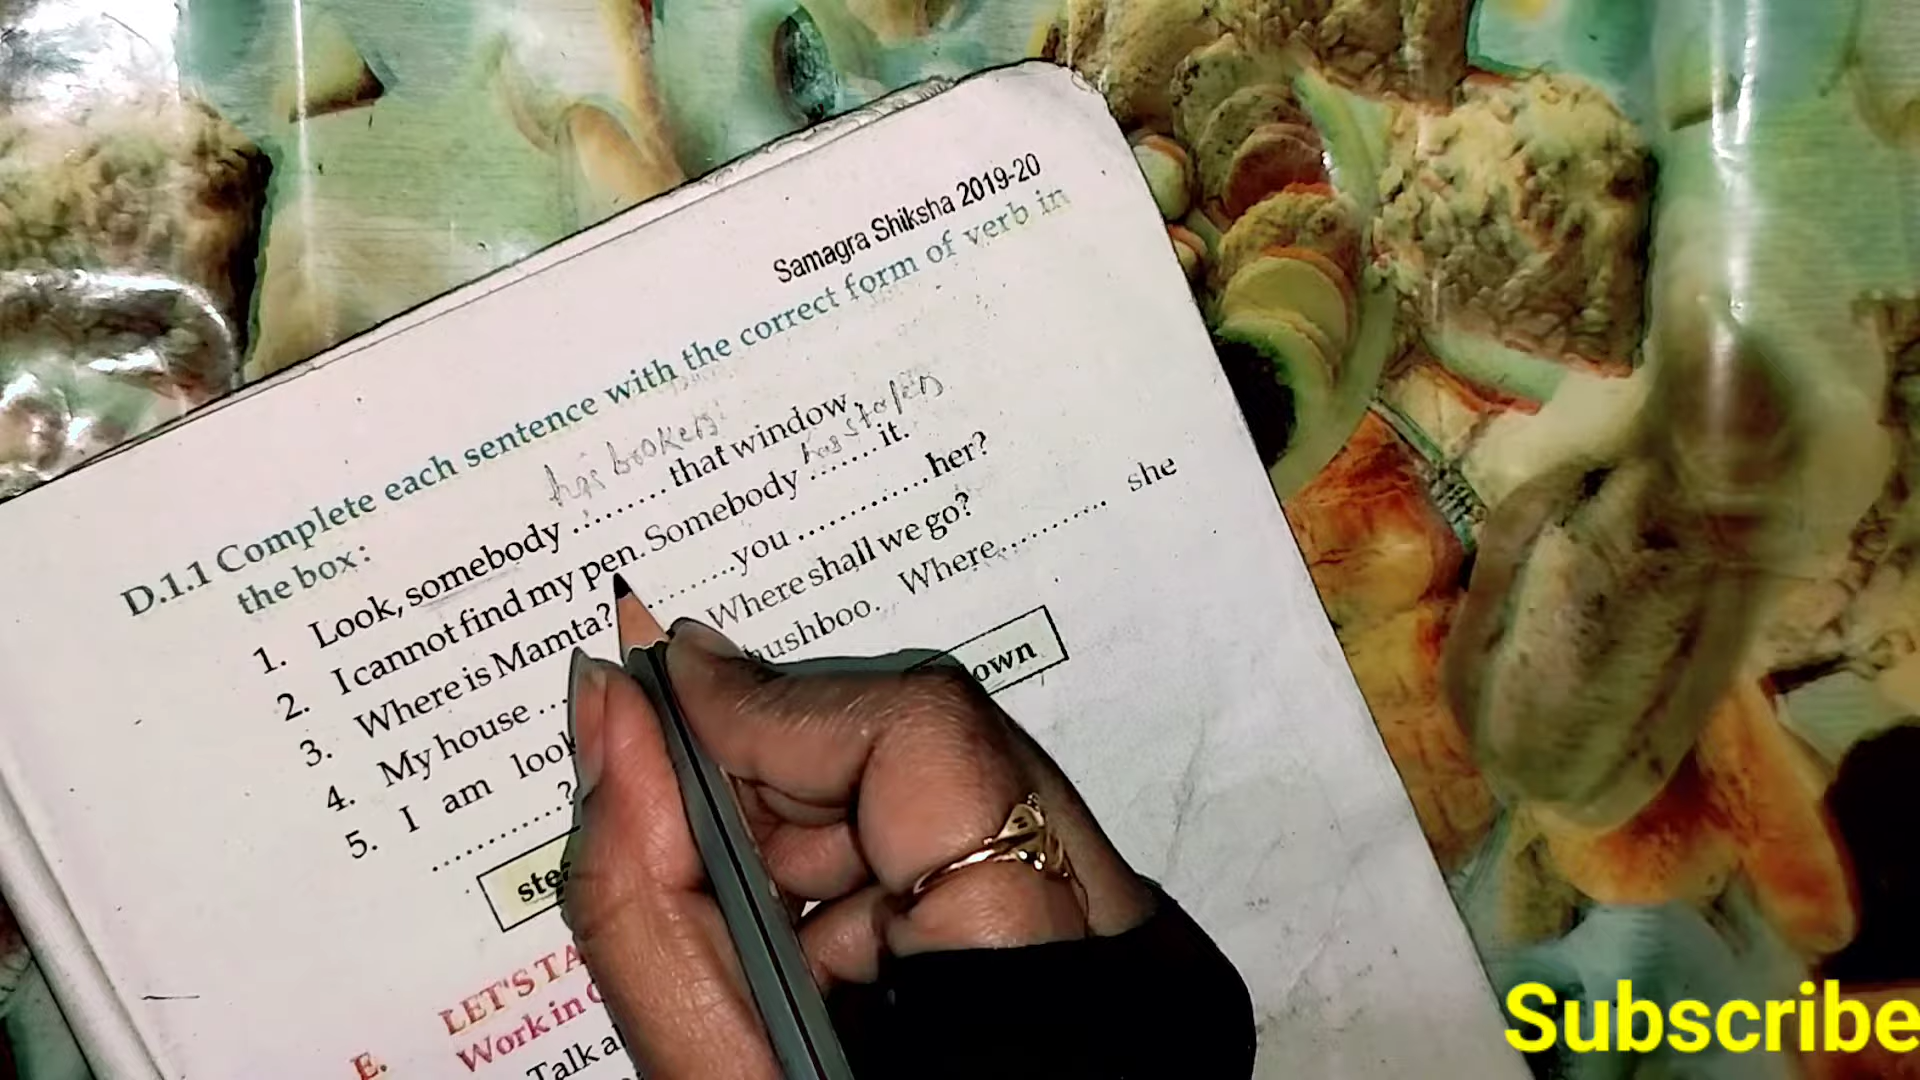 Samagra Shiksha 2019-20
D.1.1 Complete each sentence with the correct form of verb in
the box:
has broken
1. Look, somebody .......... that window.
has stolen
2. I cannot find my pen. Somebody ........ it.
3. Where is Mamta? ..........you .............. her?
4. My house ... Where shall we go?
5. I am look hushboo. Where........... she
.............?
ste own
LET'S TA
E. Work in
Talk a
Subscribe